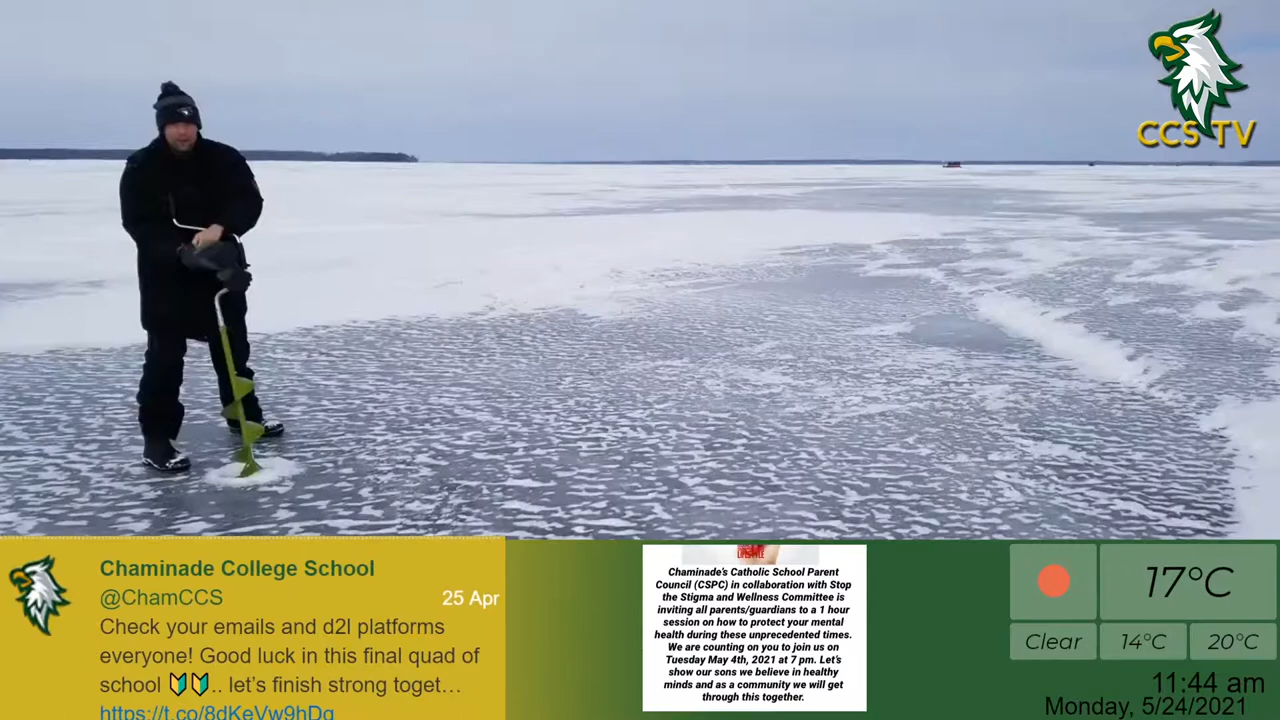 CCS TV
Chaminade College School
@ChamCCS
25 Apr
Check your emails and d2l platforms
everyone! Good luck in this final quad of
school 🔰🔰.. let's finish strong toget…
https://t.co/8dKeVw9hDg
LIFESTYLE
Chaminade's Catholic School Parent
Council (CSPC) in collaboration with Stop
the Stigma and Wellness Committee is
inviting all parents/guardians to a 1 hour
session on how to protect your mental
health during these unprecedented times.
We are counting on you to join us on
Tuesday May 4th, 2021 at 7 pm. Let's
show our sons we believe in healthy
minds and as a community we will get
through this together.
17°C
Clear
14°C
20°C
11:44 am
Monday, 5/24/2021